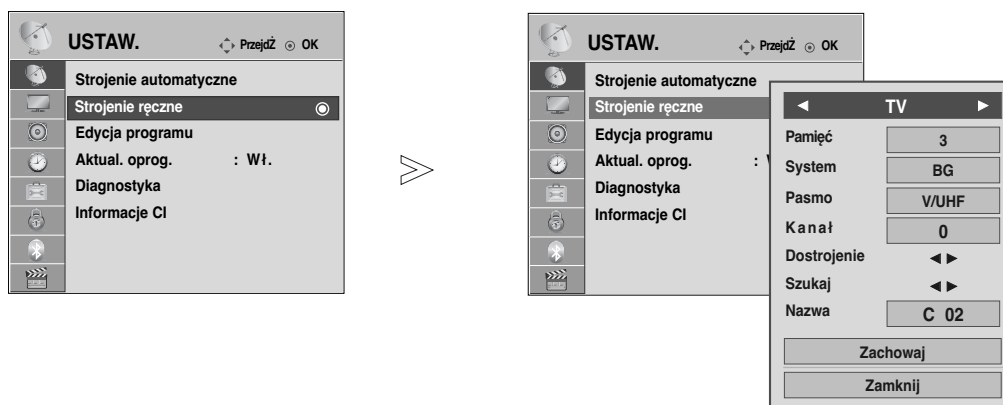 USTAW. PrzejdŹ OK
Strojenie automatyczne
Strojenie ręczne
Edycja programu
Aktual. oprog. : Wł.
Diagnostyka
Informacje CI
USTAW. PrzejdŹ OK
Strojenie automatyczne
Strojenie ręczne
Edycja programu
Aktual. oprog. :
Diagnostyka
Informacje CI
TV
Pamięć 3
System BG
Pasmo V/UHF
Kanał 0
Dostrojenie
Szukaj
Nazwa C 02
Zachowaj
Zamknij